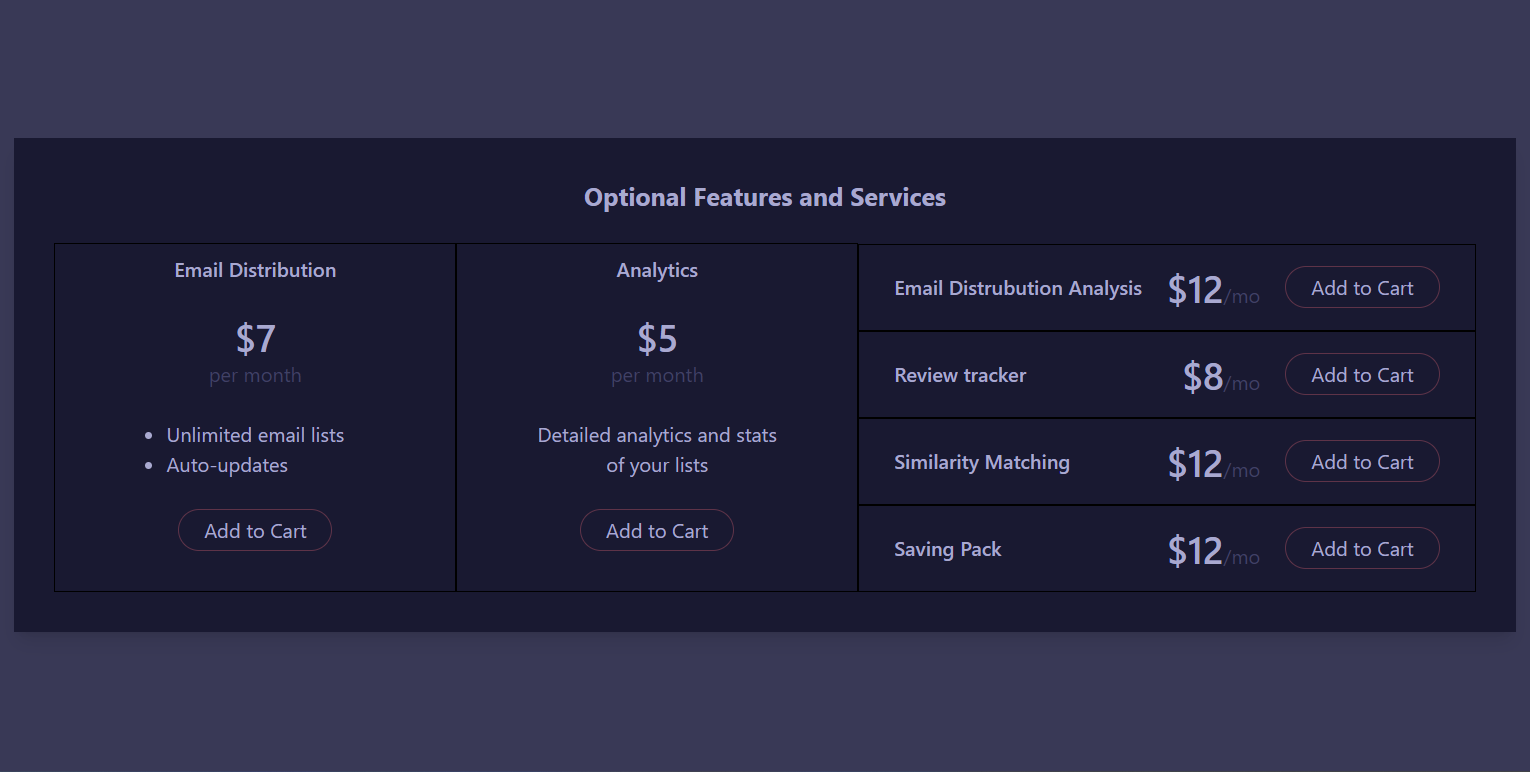 Optional Features and Services
Email Distribution
$7
per month
• Unlimited email lists
• Auto-updates
Add to Cart
Analytics
$5
per month
Detailed analytics and stats
of your lists
Add to Cart
Email Distrubution Analysis $12/mo Add to Cart
Review tracker $8/mo Add to Cart
Similarity Matching $12/mo Add to Cart
Saving Pack $12/mo Add to Cart